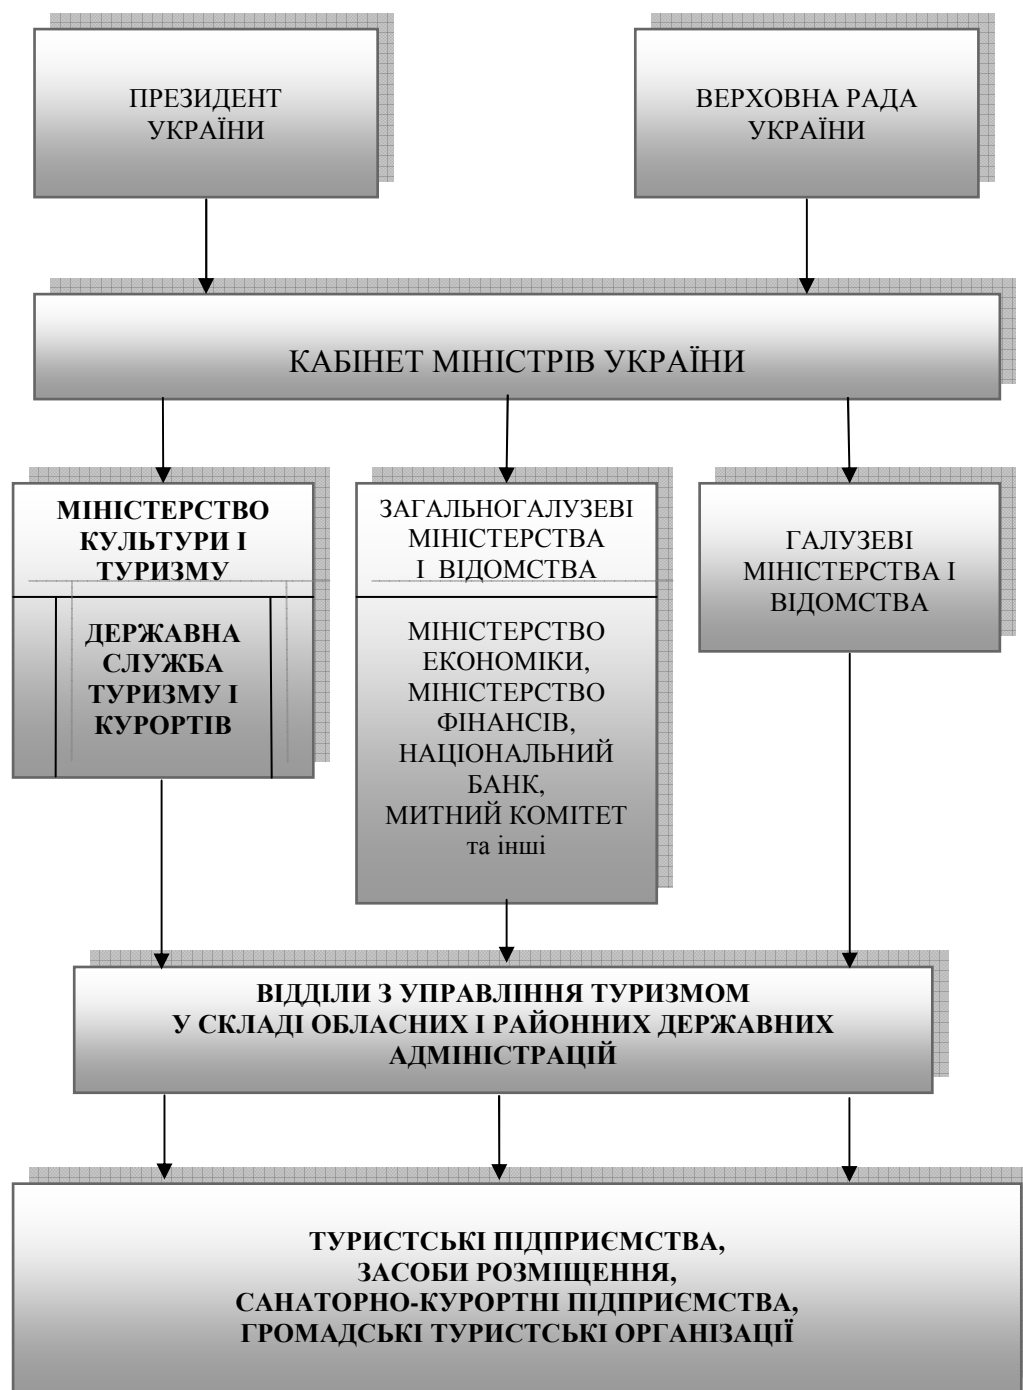 ПРЕЗИДЕНТ
УКРАЇНИ
ВЕРХОВНА РАДА
УКРАЇНИ
КАБІНЕТ МІНІСТРІВ УКРАЇНИ
МІНІСТЕРСТВО
КУЛЬТУРИ І
ТУРИЗМУ
ДЕРЖАВНА
СЛУЖБА
ТУРИЗМУ І
КУРОРТІВ
ЗАГАЛЬНОГАЛУЗЕВІ
МІНІСТЕРСТВА
І ВІДОМСТВА
МІНІСТЕРСТВО
ЕКОНОМІКИ,
МІНІСТЕРСТВО
ФІНАНСІВ,
НАЦІОНАЛЬНИЙ
БАНК,
МИТНИЙ КОМІТЕТ
та інші
ГАЛУЗЕВІ
МІНІСТЕРСТВА І
ВІДОМСТВА
ВІДДІЛИ З УПРАВЛІННЯ ТУРИЗМОМ
У СКЛАДІ ОБЛАСНИХ І РАЙОННИХ ДЕРЖАВНИХ
АДМІНІСТРАЦІЙ
ТУРИСТСЬКІ ПІДПРИЄМСТВА,
ЗАСОБИ РОЗМІЩЕННЯ,
САНАТОРНО-КУРОРТНІ ПІДПРИЄМСТВА,
ГРОМАДСЬКІ ТУРИСТСЬКІ ОРГАНІЗАЦІЇ